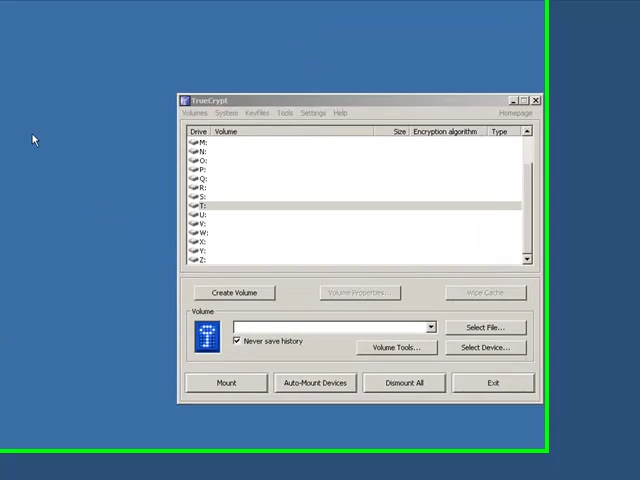 TrueCrypt
Volumes System Keyfiles Tools Settings Help Homepage
Drive Volume Size Encryption algorithm Type
M:
N:
O:
P:
Q:
R:
S:
T:
U:
V:
W:
X:
Y:
Z:
Create Volume Volume Properties... Wipe Cache
Volume
Select File...
Never save history
Volume Tools... Select Device...
Mount Auto-Mount Devices Dismount All Exit